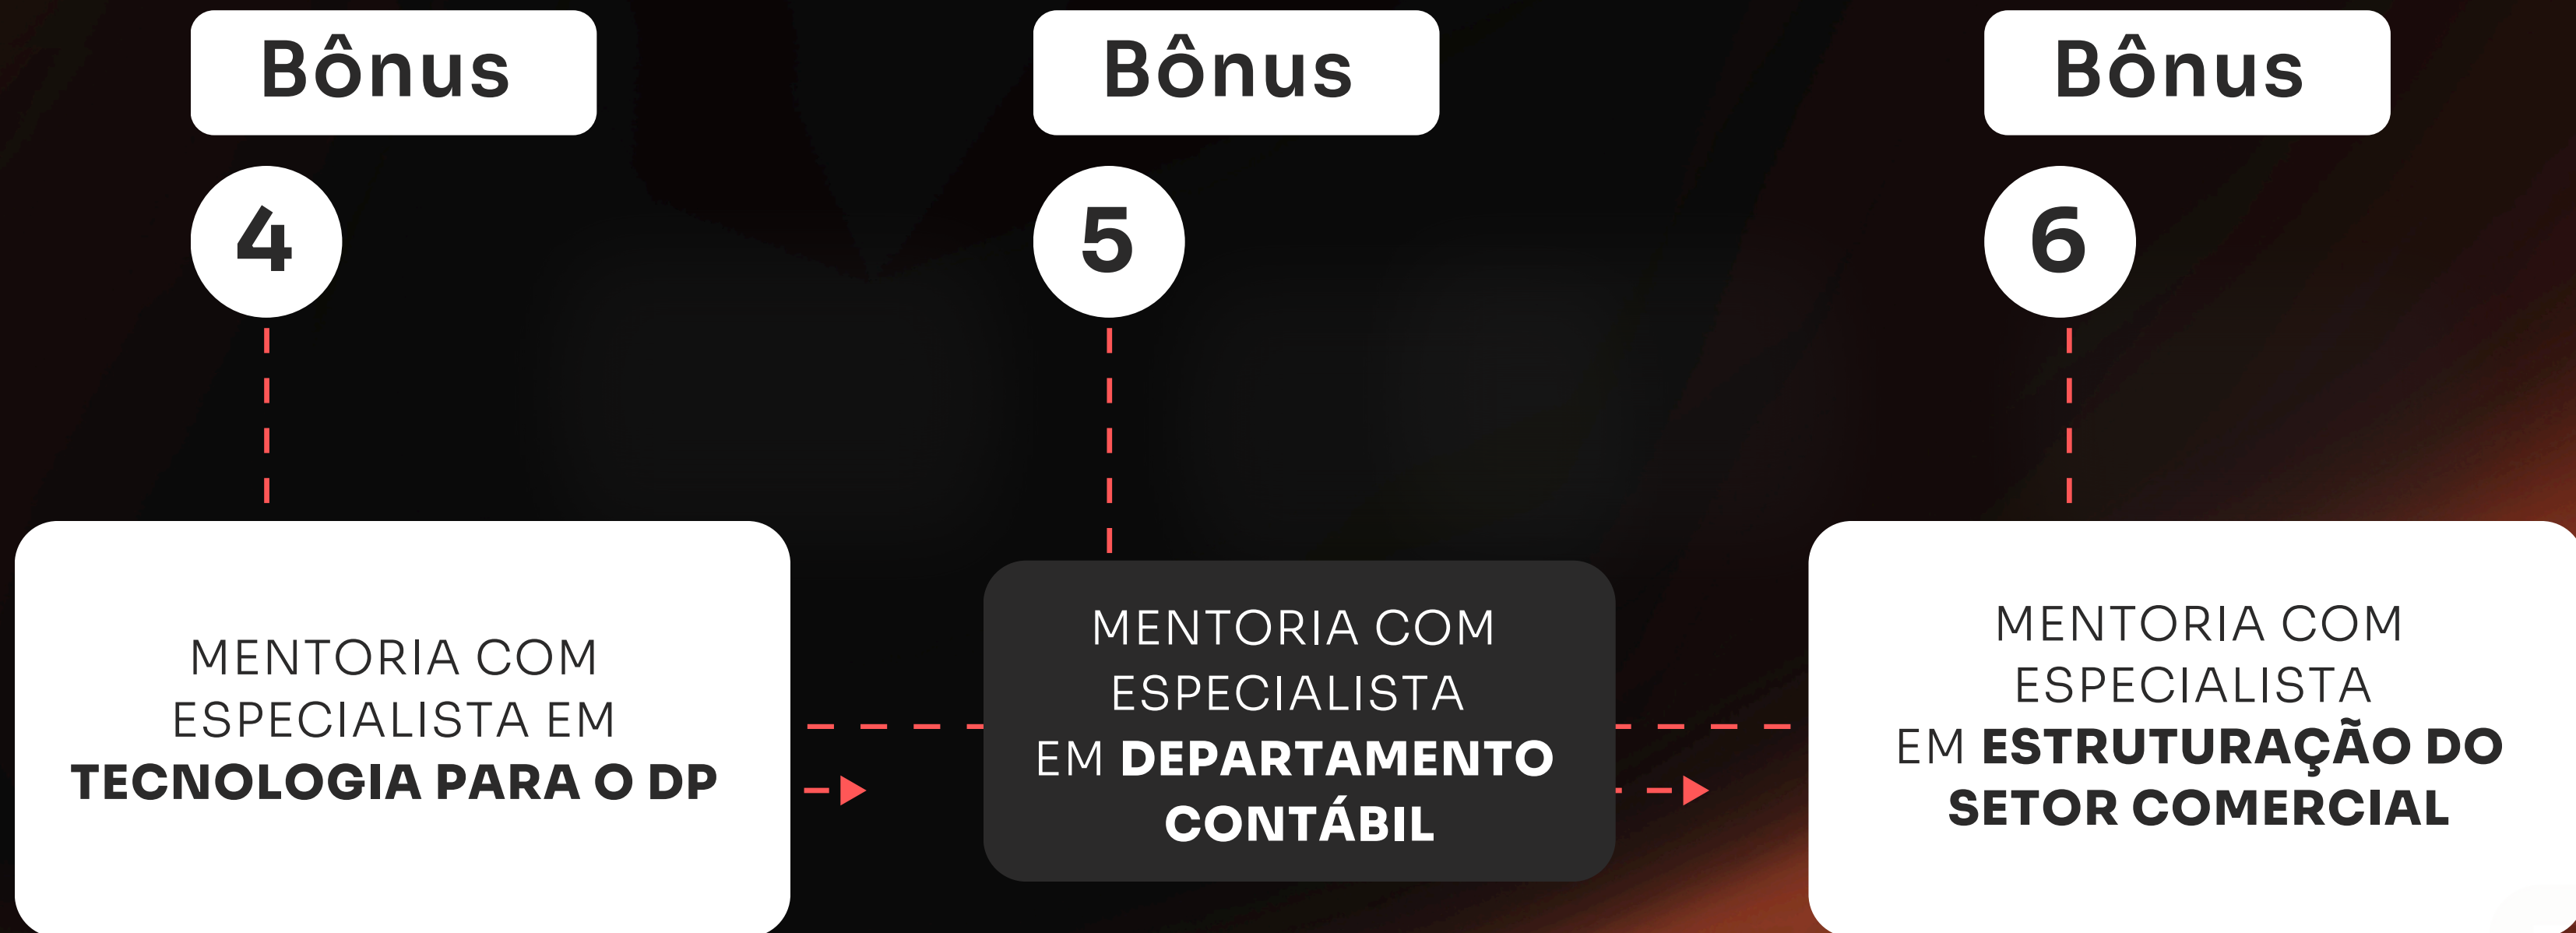 Bônus
4
MENTORIA COM
ESPECIALISTA EM
TECNOLOGIA PARA O DP
Bônus
5
MENTORIA COM
ESPECIALISTA
EM DEPARTAMENTO
CONTÁBIL
Bônus
6
MENTORIA COM
ESPECIALISTA
EM ESTRUTURAÇÃO DO
SETOR COMERCIAL